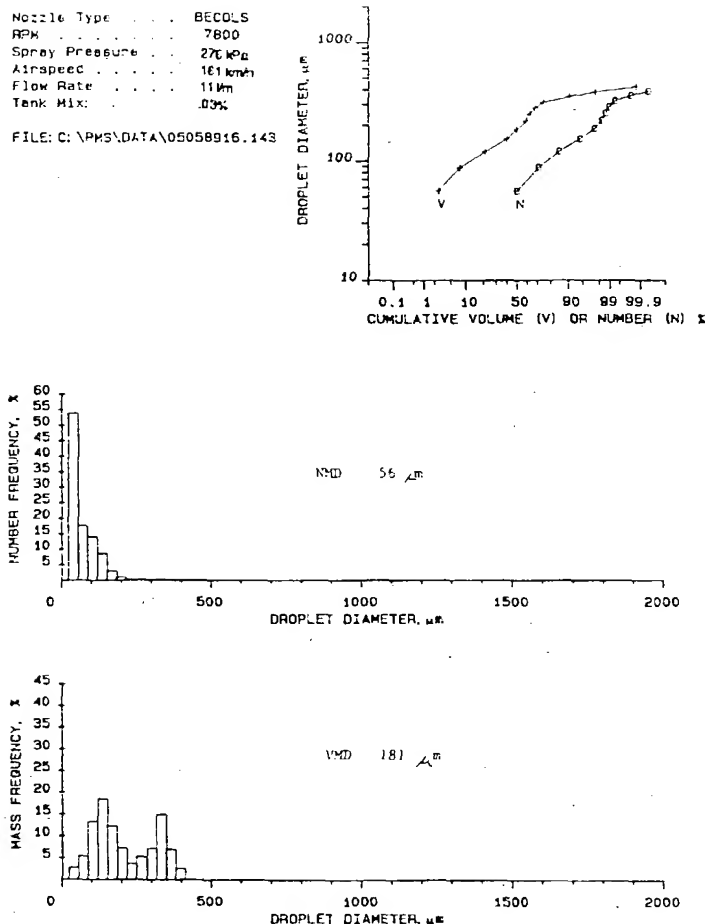 Nozzle Type . . . BECOLS
RPM . . . . . . . 7800
Spray Pressure . . 276 kPa
Airspeed . . . . . 161 km/h
Flow Rate . . . . 11 l/m
Tank Mix: . .03%
FILE: C:\PMS\DATA\05058916.143
DROPLET DIAMETER, µm
1000
100
10
V
N
0.1 1 10 50 90 99 99.9
CUMULATIVE VOLUME (V) OR NUMBER (N) %
NUMBER FREQUENCY, %
60
55
50
45
40
35
30
25
20
15
10
5
NMD 56 µm
0 500 1000 1500 2000
DROPLET DIAMETER, µm
MASS FREQUENCY, %
45
40
35
30
25
20
15
10
5
VMD 181 µm
0 500 1000 1500 2000
DROPLET DIAMETER, µm